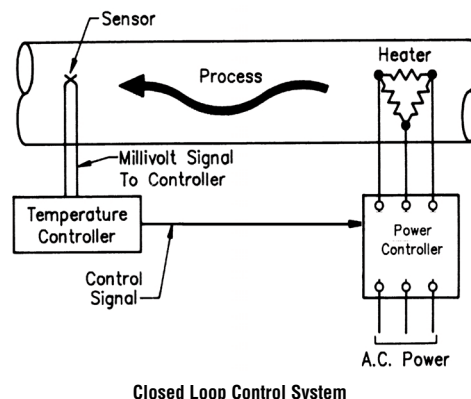 Sensor
Heater
Process
Millivolt Signal
To Controller
Temperature
Controller
Power
Controller
Control
Signal
A.C. Power
Closed Loop Control System